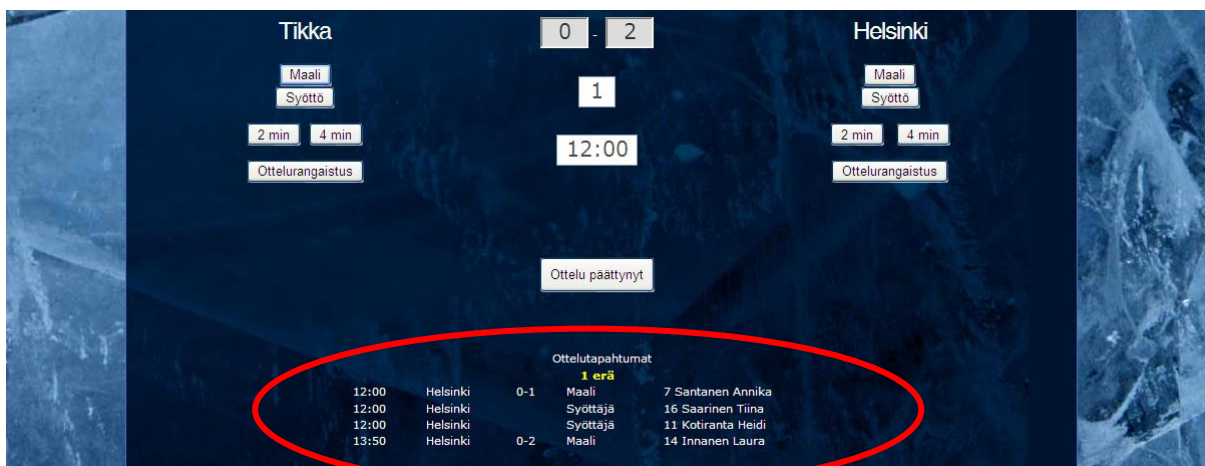 Tikka 0 - 2 Helsinki
Maali 1 Maali
Syöttö Syöttö
2 min 4 min 12:00 2 min 4 min
Ottelurangaistus Ottelurangaistus
Ottelu päättynyt
Ottelutapahtumat
1 erä
12:00 Helsinki 0-1 Maali 7 Santanen Annika
12:00 Helsinki Syöttäjä 16 Saarinen Tiina
12:00 Helsinki Syöttäjä 11 Kotiranta Heidi
13:50 Helsinki 0-2 Maali 14 Innanen Laura